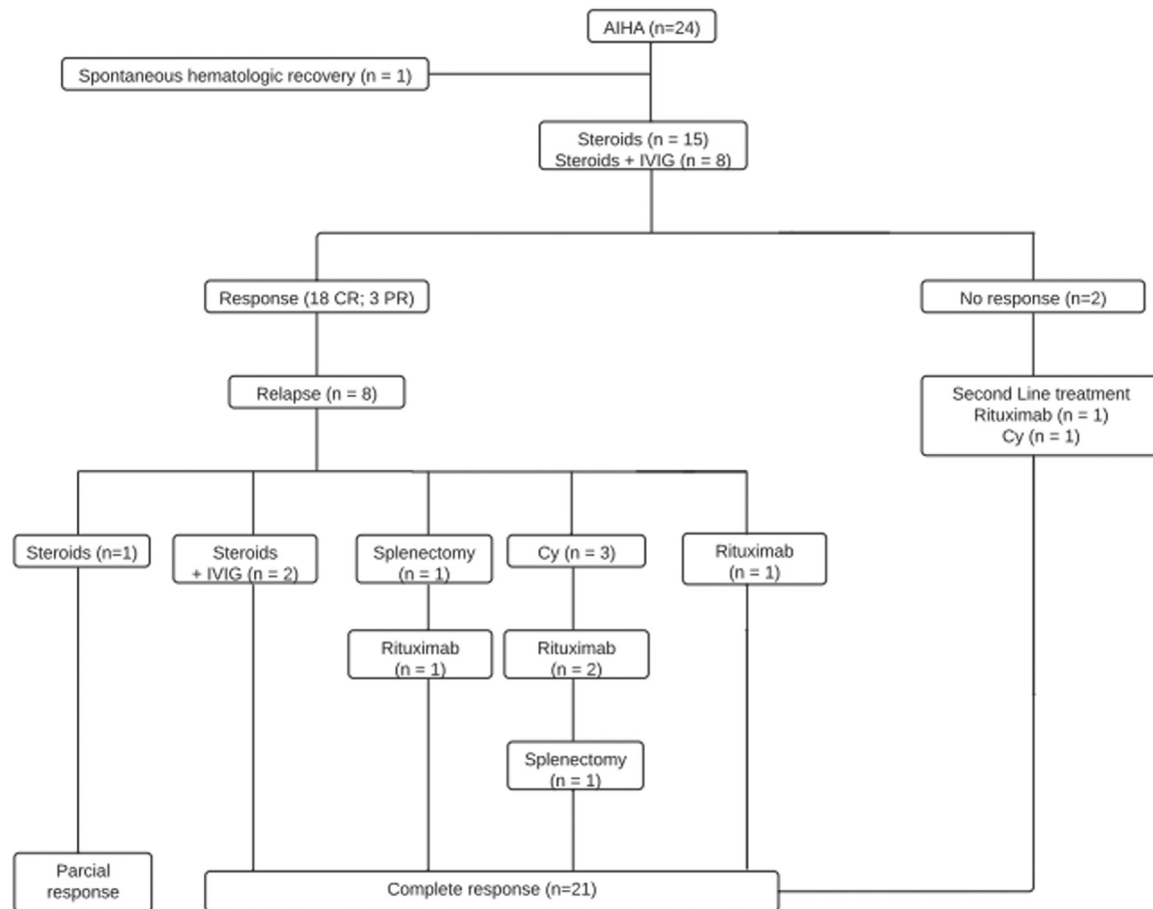 AIHA (n=24)
Spontaneous hematologic recovery (n = 1)
Steroids (n = 15)
Steroids + IVIG (n = 8)
Response (18 CR; 3 PR)
No response (n=2)
Relapse (n = 8)
Second Line treatment
Rituximab (n = 1)
Cy (n = 1)
Steroids (n=1)
Steroids
+ IVIG (n = 2)
Splenectomy
(n = 1)
Cy (n = 3)
Rituximab
(n = 1)
Rituximab
(n = 1)
Rituximab
(n = 2)
Splenectomy
(n = 1)
Parcial
response
Complete response (n=21)